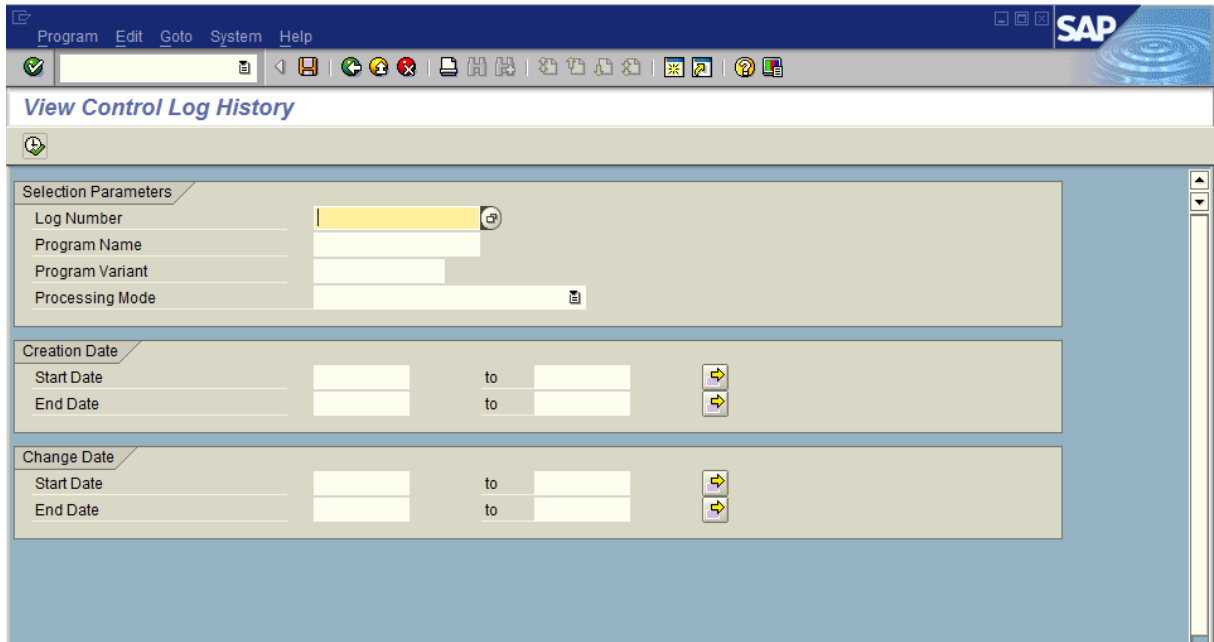 Program Edit Goto System Help
SAP
View Control Log History
Selection Parameters
Log Number
Program Name
Program Variant
Processing Mode
Creation Date
Start Date to
End Date to
Change Date
Start Date to
End Date to